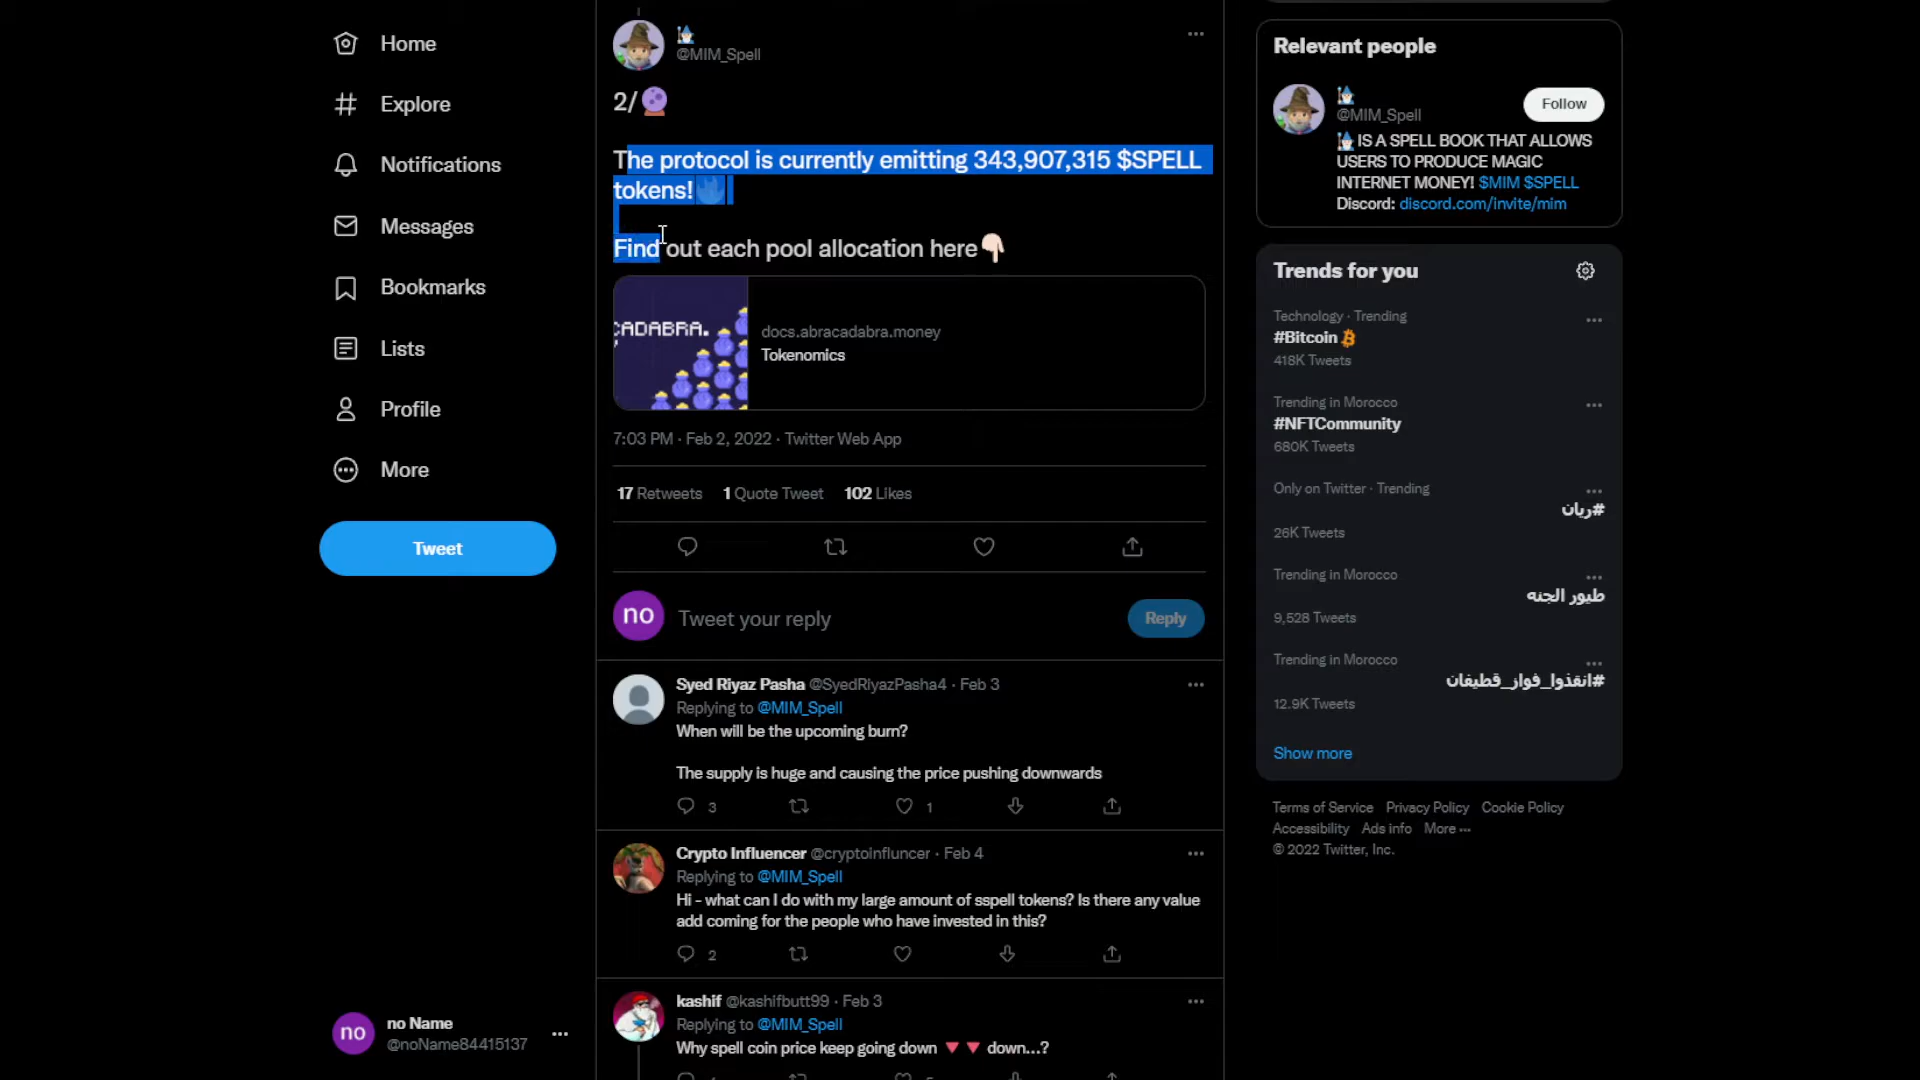 Home
Explore
Notifications
Messages
Bookmarks
Lists
Profile
More
Tweet
no
no Name
@noName84415137
@MIM_Spell
2/
The protocol is currently emitting 343,907,315 $SPELL
tokens!
Find out each pool allocation here
CADABRA.
docs.abracadabra.money
Tokenomics
7:03 PM · Feb 2, 2022 · Twitter Web App
17 Retweets 1 Quote Tweet 102 Likes
no
Tweet your reply
Reply
Syed Riyaz Pasha @SyedRiyazPasha4 · Feb 3
Replying to @MIM_Spell
When will be the upcoming burn?
The supply is huge and causing the price pushing downwards
3 1
Crypto Influencer @cryptoinfluncer · Feb 4
Replying to @MIM_Spell
Hi - what can I do with my large amount of sspell tokens? Is there any value
add coming for the people who have invested in this?
2
kashif @kashifbutt99 · Feb 3
Replying to @MIM_Spell
Why spell coin price keep going down 🔻🔻 down...?
Relevant people
@MIM_Spell
Follow
IS A SPELL BOOK THAT ALLOWS
USERS TO PRODUCE MAGIC
INTERNET MONEY! $MIM $SPELL
Discord: discord.com/invite/mim
Trends for you
Technology · Trending
#Bitcoin
418K Tweets
Trending in Morocco
#NFTCommunity
680K Tweets
Only on Twitter · Trending
#ريان
26K Tweets
Trending in Morocco
طيور الجنه
9,528 Tweets
Trending in Morocco
#انقذوا_فواز_قطيفان
12.9K Tweets
Show more
Terms of Service Privacy Policy Cookie Policy
Accessibility Ads info More ···
© 2022 Twitter, Inc.